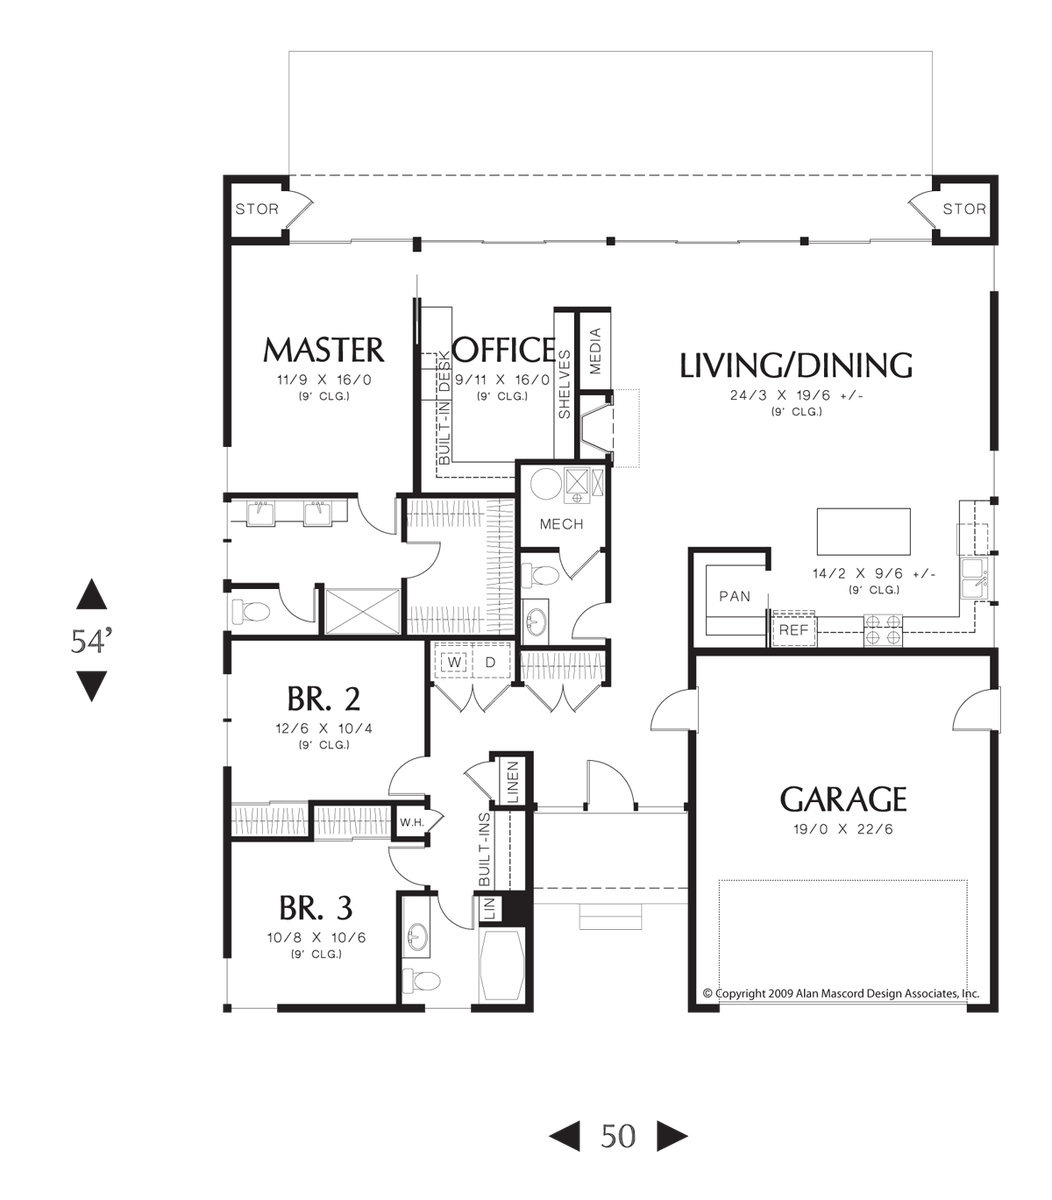 STOR
STOR
MASTER
11/9 X 16/0
(9' CLG.)
BUILT-IN DESK
OFFICE
9/11 X 16/0
(9' CLG.)
SHELVES
MEDIA
LIVING/DINING
24/3 X 19/6 +/-
(9' CLG.)
MECH
14/2 X 9/6 +/-
(9' CLG.)
PAN
REF
54'
W
D
BR. 2
12/6 X 10/4
(9' CLG.)
LINEN
W.H.
BUILT-INS
GARAGE
19/0 X 22/6
BR. 3
10/8 X 10/6
(9' CLG.)
LIN
© Copyright 2009 Alan Mascord Design Associates, Inc.
50